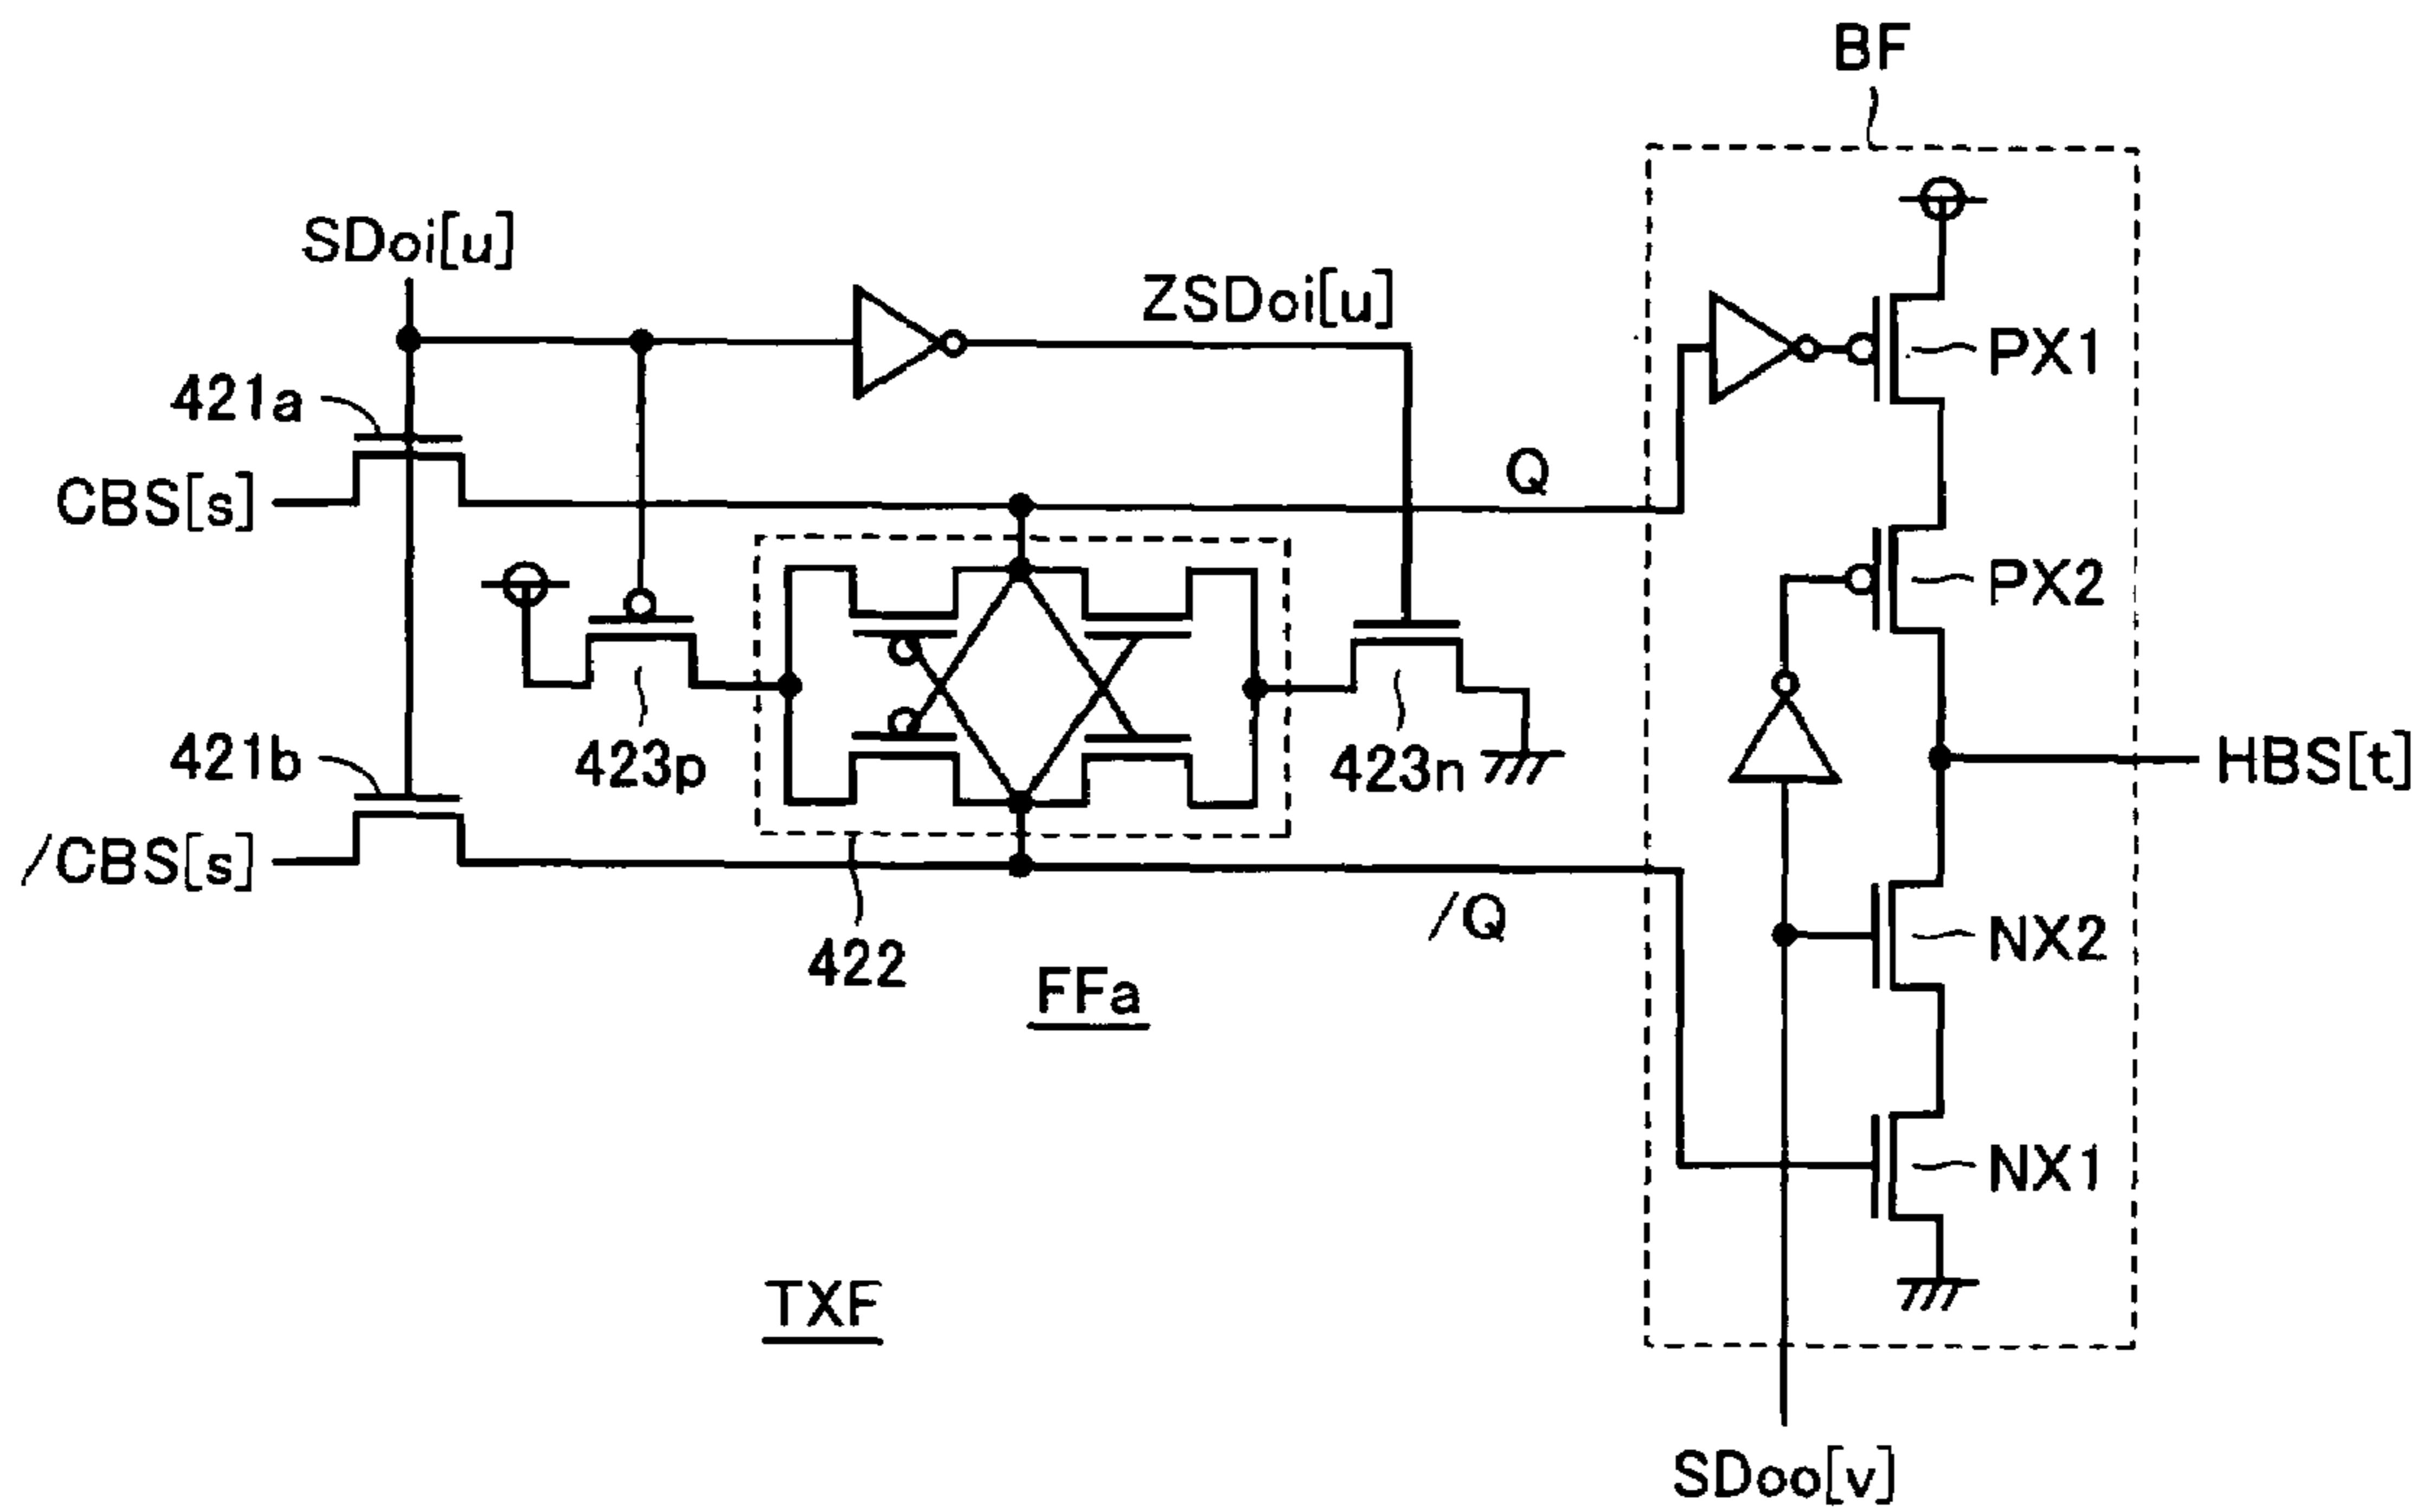 BF
SDoi[u]
ZSDoi[u]
PX1
421a
Q
CBS[s]
PX2
421b
423p
423n
HBS[t]
/CBS[s]
/Q
NX2
422
FFa
NX1
TXF
SDoo[v]